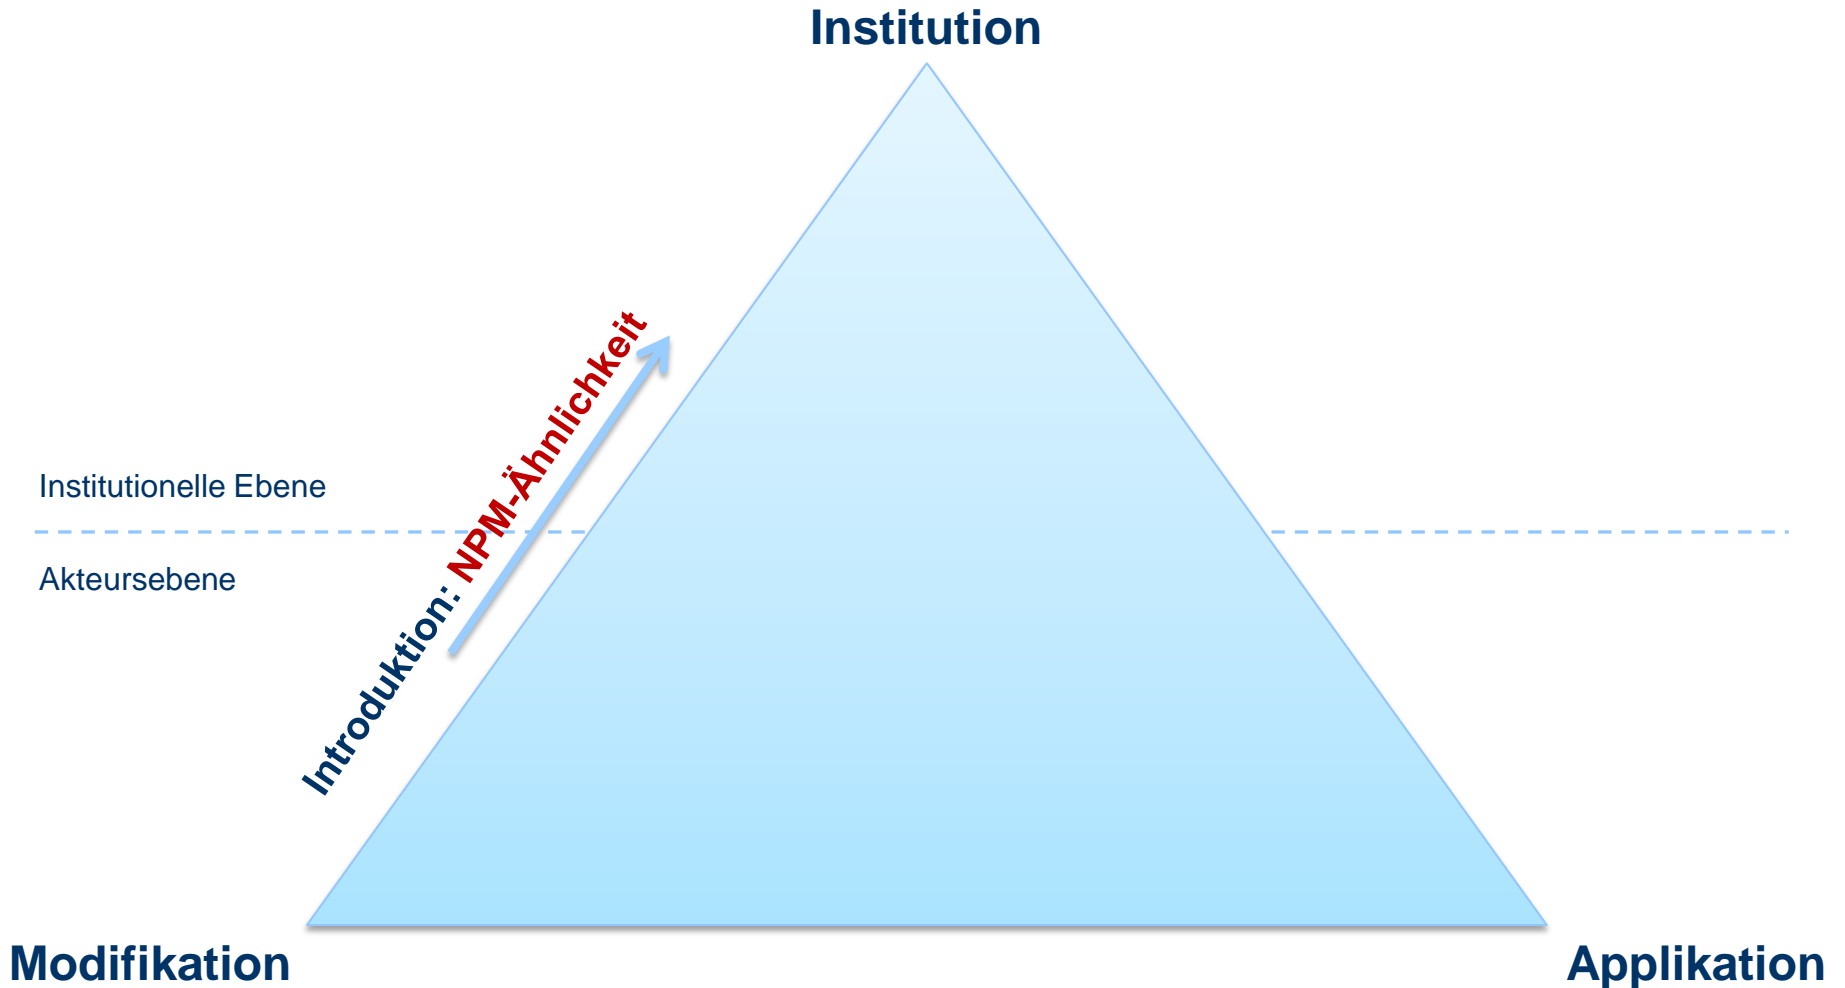 Institution
Introduktion: NPM-Ähnlichkeit
Institutionelle Ebene
Akteursebene
Modifikation
Applikation